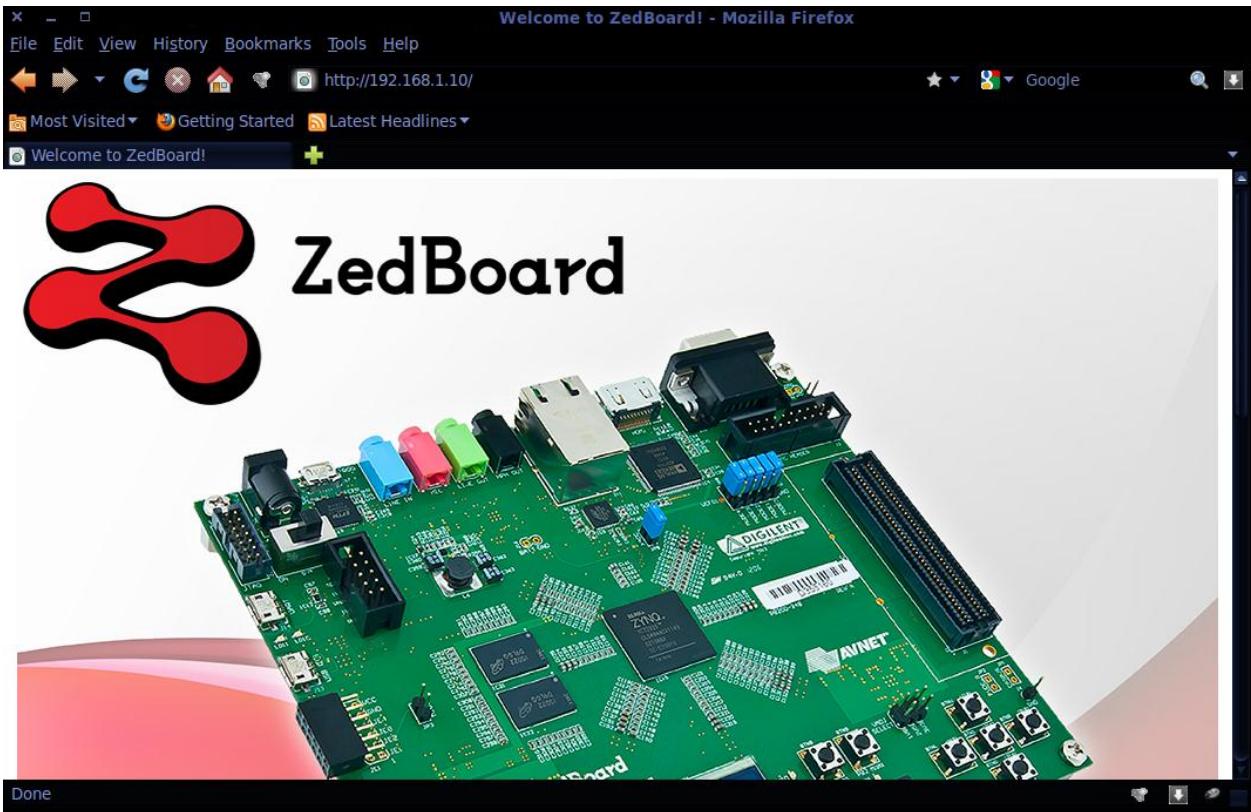 Welcome to ZedBoard! - Mozilla Firefox
File Edit View History Bookmarks Tools Help
http://192.168.1.10/
Google
Most Visited Getting Started Latest Headlines
Welcome to ZedBoard!
ZedBoard
DIGILENT
ZYNQ
AVNET
Done